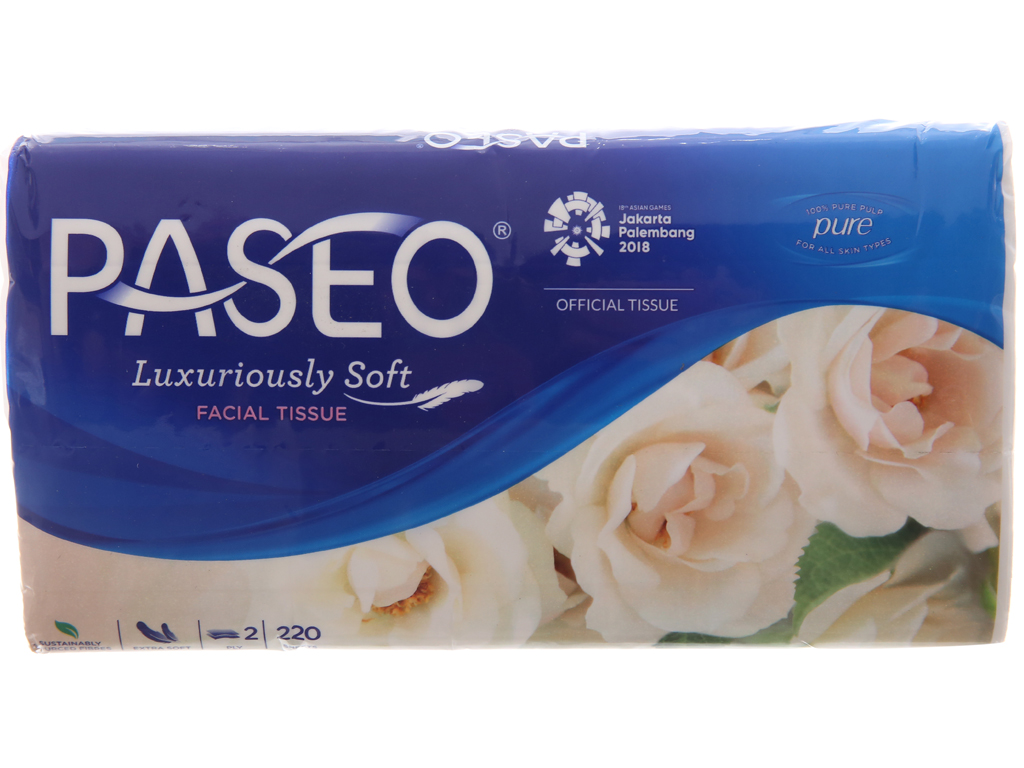 PASEO
PASEO ®
Luxuriously Soft
FACIAL TISSUE
18TH ASIAN GAMES
Jakarta
Palembang
2018
OFFICIAL TISSUE
100% PURE PULP
pure
FOR ALL SKIN TYPES
SUSTAINABLY
EXTRA SOFT
2
PLY
220